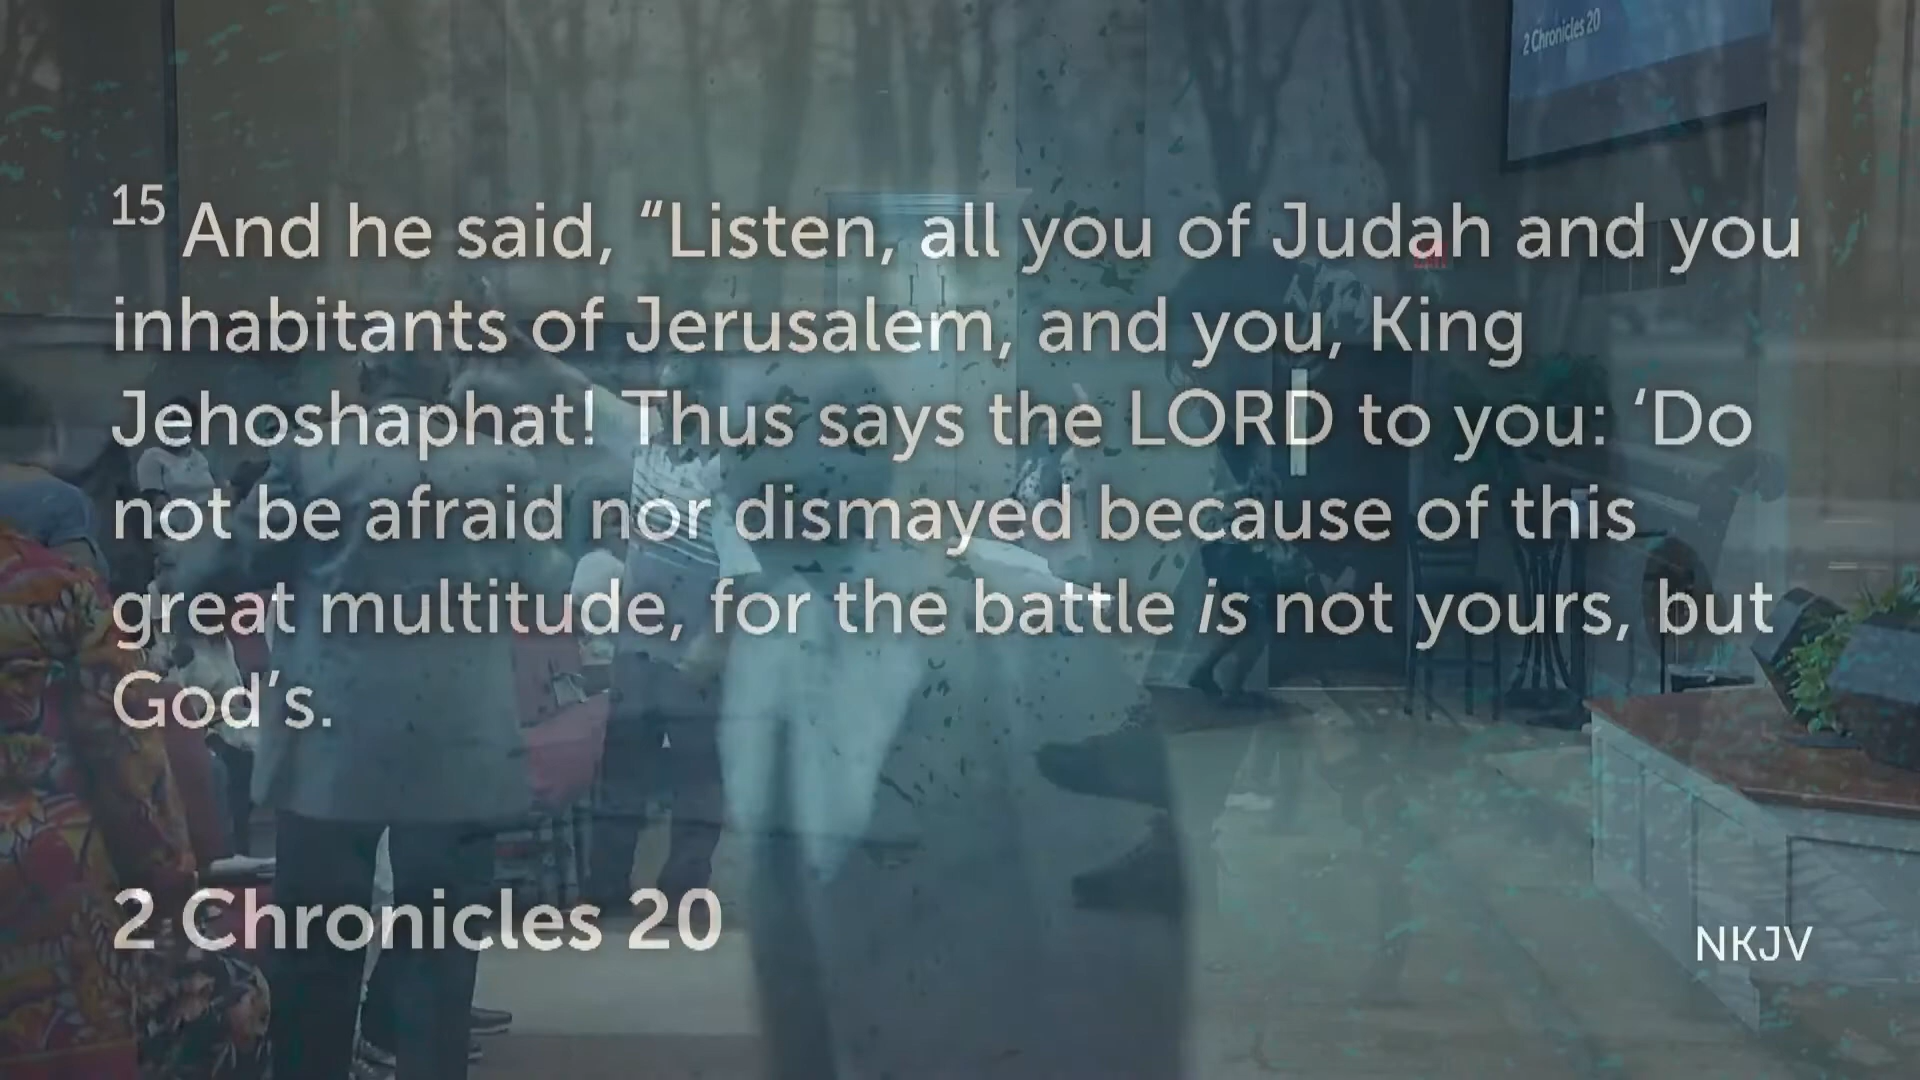 2 Chronicles 20
15 And he said, “Listen, all you of Judah and you
inhabitants of Jerusalem, and you, King
Jehoshaphat! Thus says the LORD to you: ‘Do
not be afraid nor dismayed because of this
great multitude, for the battle is not yours, but
God’s.
2 Chronicles 20
NKJV